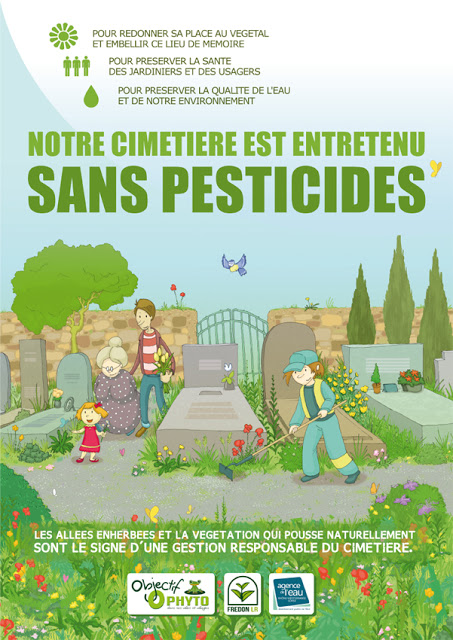 POUR REDONNER SA PLACE AU VEGETAL
ET EMBELLIR CE LIEU DE MEMOIRE
POUR PRESERVER LA SANTE
DES JARDINIERS ET DES USAGERS
POUR PRESERVER LA QUALITE DE L'EAU
ET DE NOTRE ENVIRONNEMENT
NOTRE CIMETIERE EST ENTRETENU
SANS PESTICIDES
LES ALLEES ENHERBEES ET LA VEGETATION QUI POUSSE NATURELLEMENT
SONT LE SIGNE D'UNE GESTION RESPONSABLE DU CIMETIERE.
Objectif
PHYTO
FREDON LR
agence
de l'eau